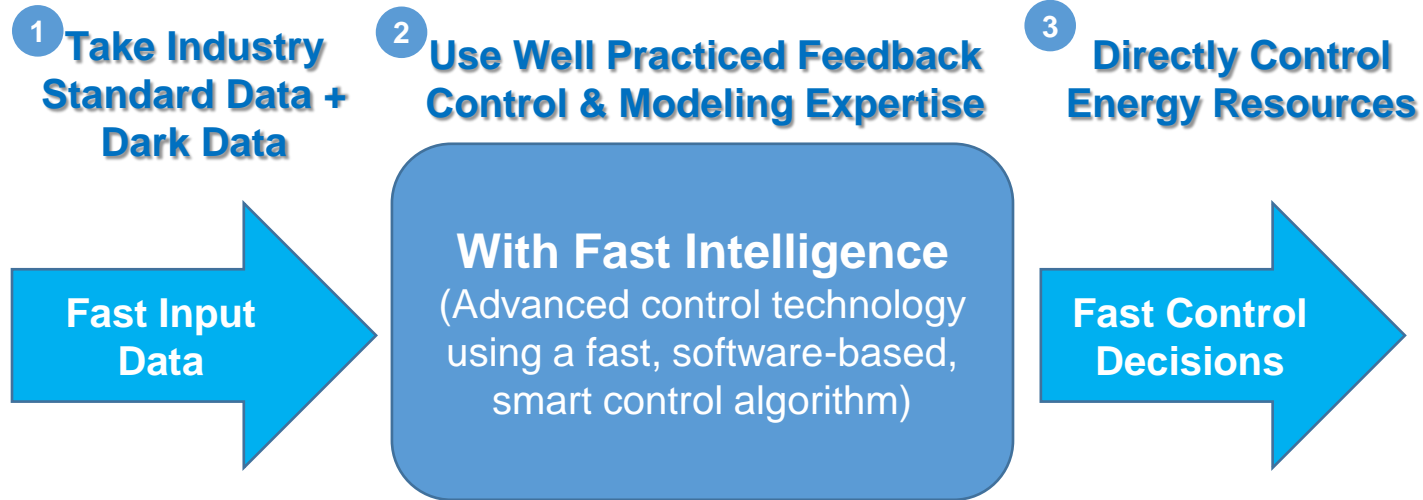 1
Take Industry
Standard Data +
Dark Data
2
Use Well Practiced Feedback
Control & Modeling Expertise
3
Directly Control
Energy Resources
Fast Input
Data
With Fast Intelligence
(Advanced control technology
using a fast, software-based,
smart control algorithm)
Fast Control
Decisions